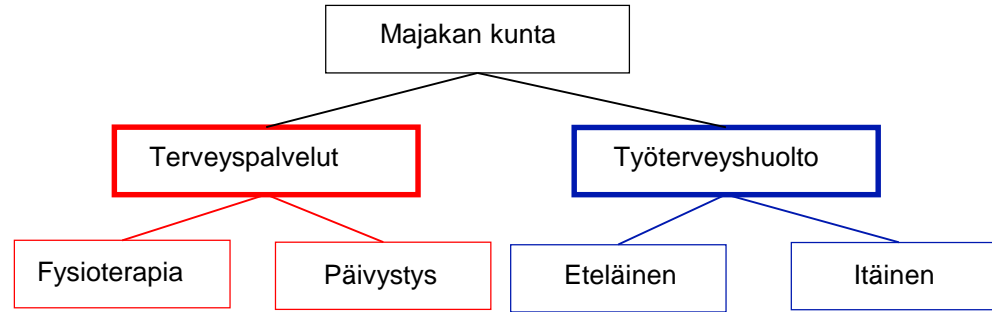 Majakan kunta
Terveyspalvelut
Työterveyshuolto
Fysioterapia
Päivystys
Eteläinen
Itäinen